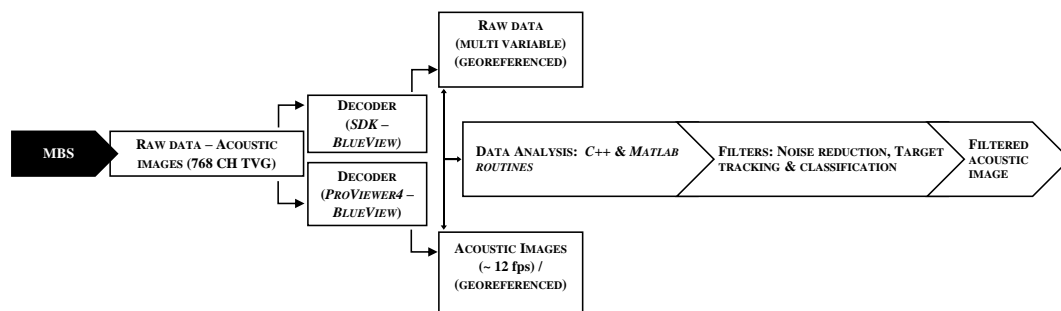 MBS
RAW DATA – ACOUSTIC
IMAGES (768 CH TVG)
DECODER
(SDK –
BLUEVIEW)
DECODER
(PROVIEWER4 –
BLUEVIEW)
RAW DATA
(MULTI VARIABLE)
(GEOREFERENCED)
ACOUSTIC IMAGES
(~ 12 fps) /
(GEOREFERENCED)
DATA ANALYSIS: C++ & MATLAB
ROUTINES
FILTERS: NOISE REDUCTION, TARGET
TRACKING & CLASSIFICATION
FILTERED
ACOUSTIC
IMAGE